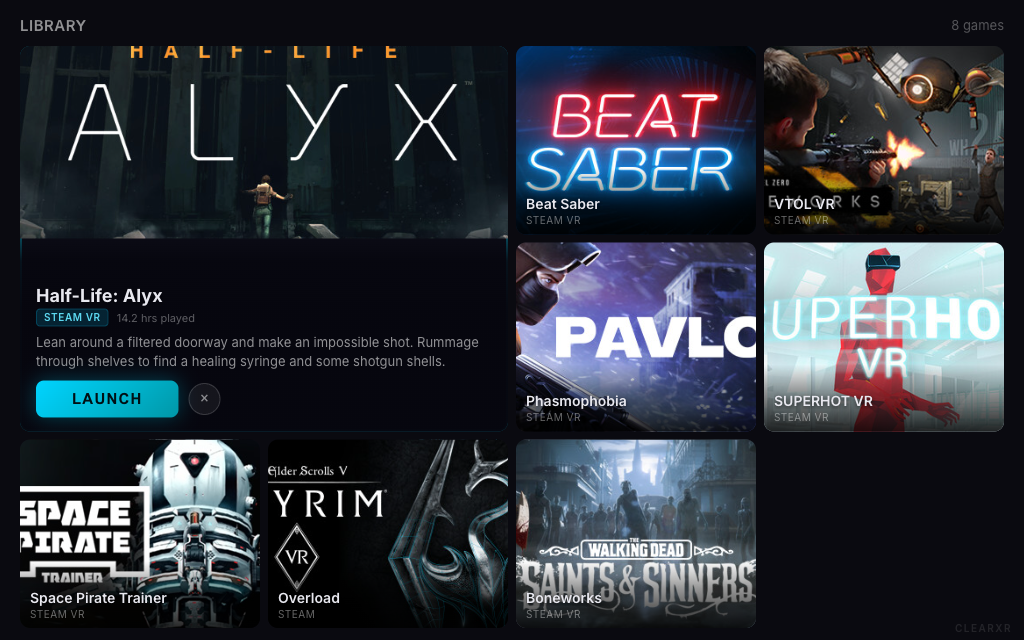 LIBRARY
8 games
HALF-LIFE
ALYX™
Half-Life: Alyx
STEAM VR
14.2 hrs played
Lean around a filtered doorway and make an impossible shot. Rummage
through shelves to find a healing syringe and some shotgun shells.
LAUNCH
×
BEAT
SABER
Beat Saber
STEAM VR
L ZERO
WORKS
VTOL VR
STEAM VR
PAVLO
Phasmophobia
STEAM VR
UPERHO
VR
SUPERHOT VR
STEAM VR
SPACE
PIRATE
TRAINER
Space Pirate Trainer
STEAM VR
Elder Scrolls V
YRIM
VR
Overload
STEAM
THE
WALKING DEAD
SAINTS & SINNERS
Boneworks
STEAM VR
CLEARXR